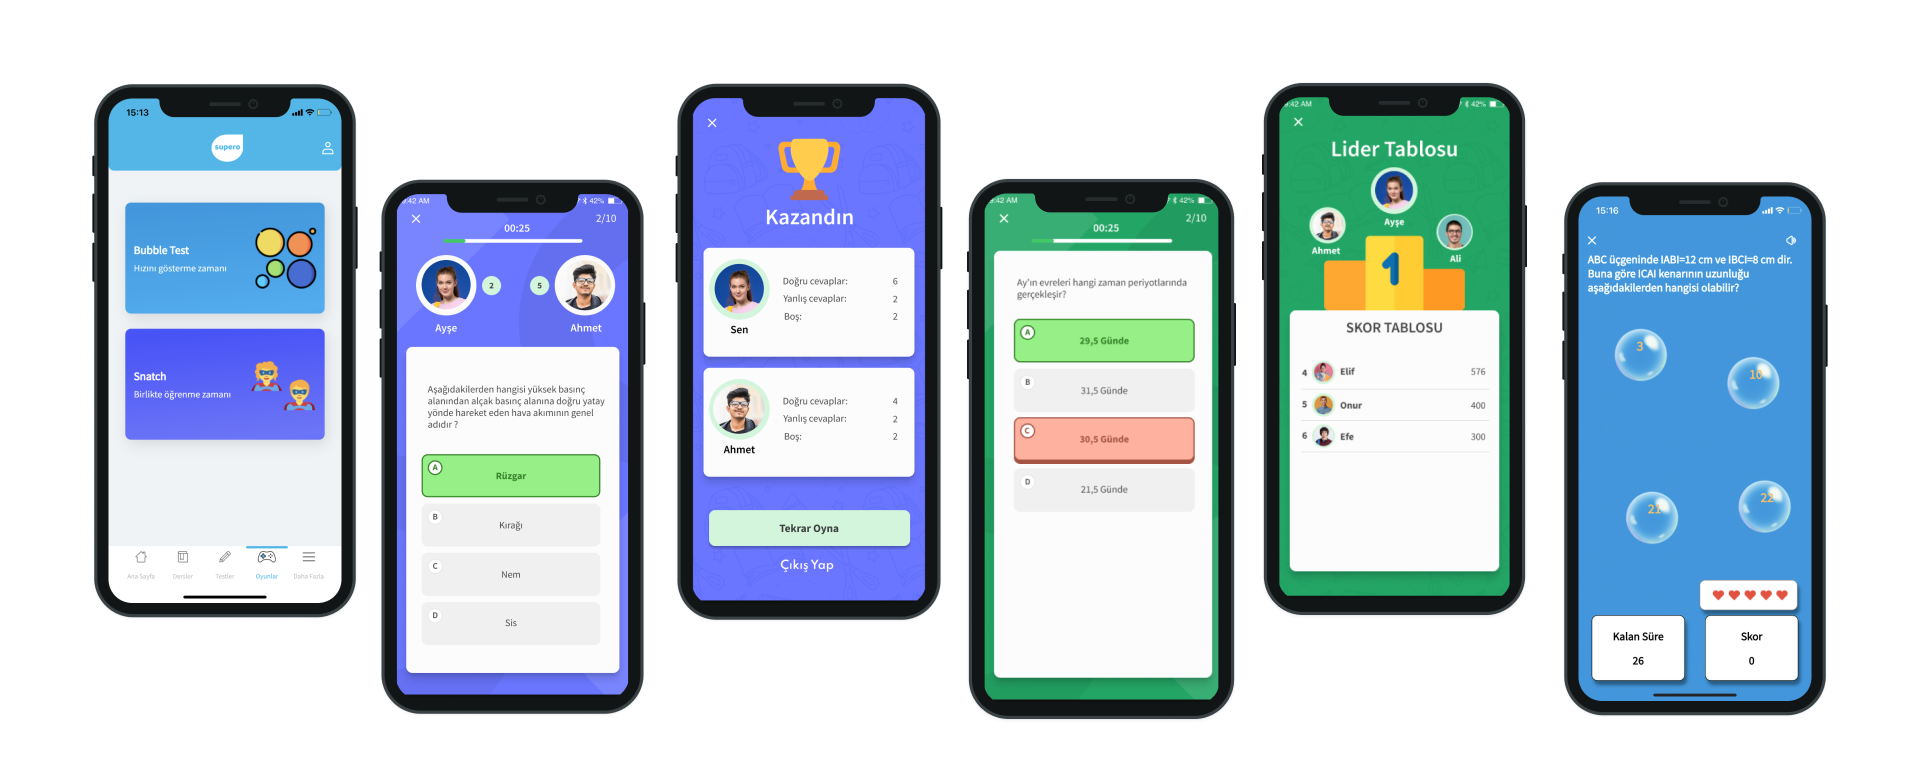 15:13
supero
Bubble Test
Hızını gösterme zamanı
Snatch
Birlikte öğrenme zamanı
Ana Sayfa
Dersler
Testler
Oyunlar
Daha Fazla
:42 AM
42%
2/10
00:25
2
5
Ayşe
Ahmet
Aşağıdakilerden hangisi yüksek basınç
alanından alçak basınç alanına doğru yatay
yönde hareket eden hava akımının genel
adıdır ?
A
Rüzgar
B
Kırağı
C
Nem
D
Sis
Kazandın
Doğru cevaplar: 6
Yanlış cevaplar: 2
Boş: 2
Sen
Doğru cevaplar: 4
Yanlış cevaplar: 2
Boş: 2
Ahmet
Tekrar Oyna
Çıkış Yap
:42 AM
42%
2/10
00:25
Ay'ın evreleri hangi zaman periyotlarında
gerçekleşir?
A
29,5 Günde
B
31,5 Günde
C
30,5 Günde
D
21,5 Günde
:42 AM
42%
Lider Tablosu
Ayşe
Ahmet
Ali
1
SKOR TABLOSU
4 Elif 576
5 Onur 400
6 Efe 300
15:16
ABC üçgeninde IABI=12 cm ve IBCI=8 cm dir.
Buna göre ICAI kenarının uzunluğu
aşağıdakilerden hangisi olabilir?
3
10
21
22
Kalan Süre
26
Skor
0